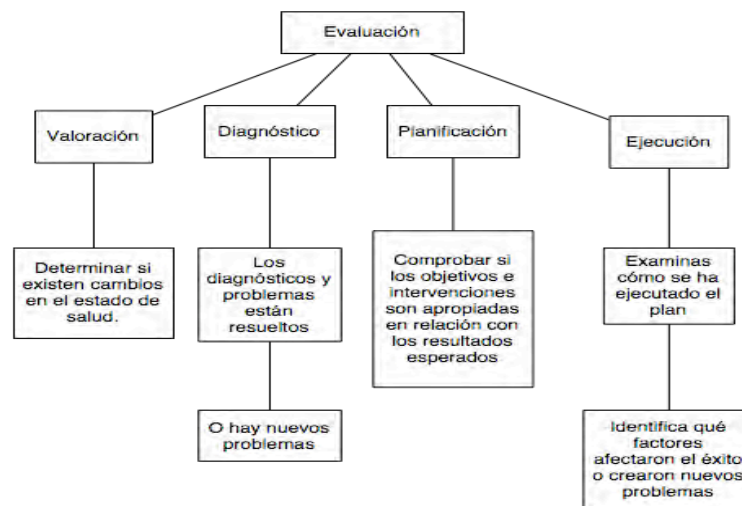 Evaluación
Valoración
Diagnóstico
Planificación
Ejecución
Determinar si
existen cambios
en el estado de
salud.
Los
diagnósticos y
problemas
están
resueltos
Comprobar si
los objetivos e
intervenciones
son apropiadas
en relación con
los resultados
esperados
Examinas
cómo se ha
ejecutado el
plan
O hay nuevos
problemas
Identifica qué
factores
afectaron el éxito
o crearon nuevos
problemas